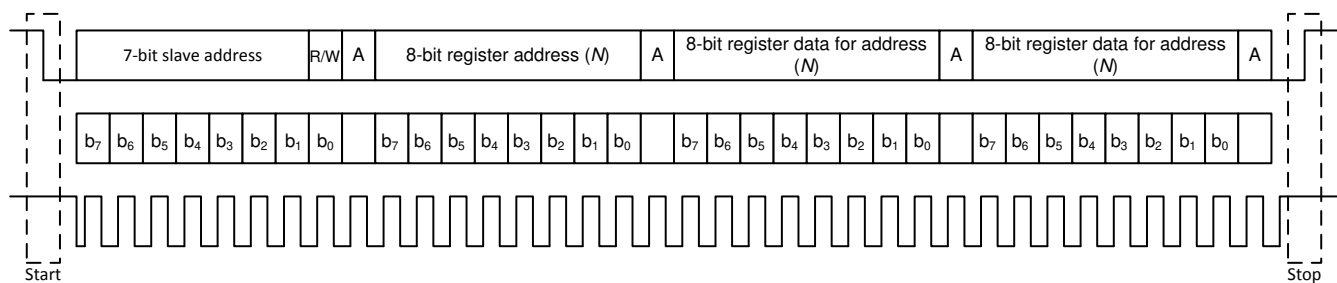 7-bit slave address R/W A 8-bit register address (N) A 8-bit register data for address (N) A 8-bit register data for address (N) A
b₇ b₆ b₅ b₄ b₃ b₂ b₁ b₀ b₇ b₆ b₅ b₄ b₃ b₂ b₁ b₀ b₇ b₆ b₅ b₄ b₃ b₂ b₁ b₀ b₇ b₆ b₅ b₄ b₃ b₂ b₁ b₀
Start Stop